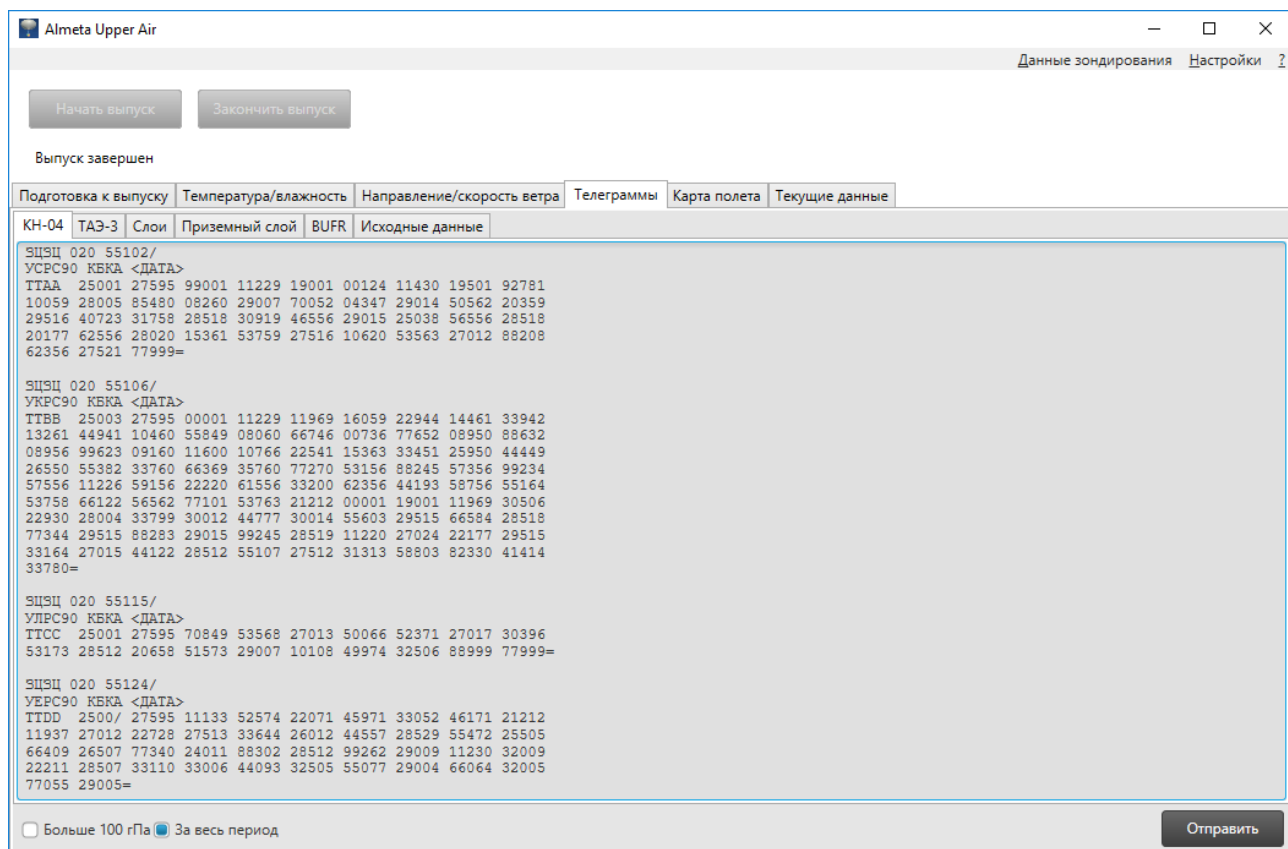 Almeta Upper Air
Данные зондирования Настройки ?
Начать выпуск Закончить выпуск
Выпуск завершен
Подготовка к выпуску Температура/влажность Направление/скорость ветра Телеграммы Карта полета Текущие данные
КН-04 ТАЭ-3 Слои Приземный слой BUFR Исходные данные
ЗЦЗЦ 020 55102/
УСРС90 КБКА <ДАТА>
ТТАА 25001 27595 99001 11229 19001 00124 11430 19501 92781
10059 28005 85480 08260 29007 70052 04347 29014 50562 20359
29516 40723 31758 28518 30919 46556 29015 25038 56556 28518
20177 62556 28020 15361 53759 27516 10620 53563 27012 88208
62356 27521 77999=
ЗЦЗЦ 020 55106/
УКРС90 КБКА <ДАТА>
ТТВВ 25003 27595 00001 11229 11969 16059 22944 14461 33942
13261 44941 10460 55849 08060 66746 00736 77652 08950 88632
08956 99623 09160 11600 10766 22541 15363 33451 25950 44449
26550 55382 33760 66369 35760 77270 53156 88245 57356 99234
57556 11226 59156 22220 61556 33200 62356 44193 58756 55164
53758 66122 56562 77101 53763 21212 00001 19001 11969 30506
22930 28004 33799 30012 44777 30014 55603 29515 66584 28518
77344 29515 88283 29015 99245 28519 11220 27024 22177 29515
33164 27015 44122 28512 55107 27512 31313 58803 82330 41414
33780=
ЗЦЗЦ 020 55115/
УЛРС90 КБКА <ДАТА>
ТТСС 25001 27595 70849 53568 27013 50066 52371 27017 30396
53173 28512 20658 51573 29007 10108 49974 32506 88999 77999=
ЗЦЗЦ 020 55124/
УЕРС90 КБКА <ДАТА>
TTDD 2500/ 27595 11133 52574 22071 45971 33052 46171 21212
11937 27012 22728 27513 33644 26012 44557 28529 55472 25505
66409 26507 77340 24011 88302 28512 99262 29009 11230 32009
22211 28507 33110 33006 44093 32505 55077 29004 66064 32005
77055 29005=
Больше 100 гПа За весь период Отправить